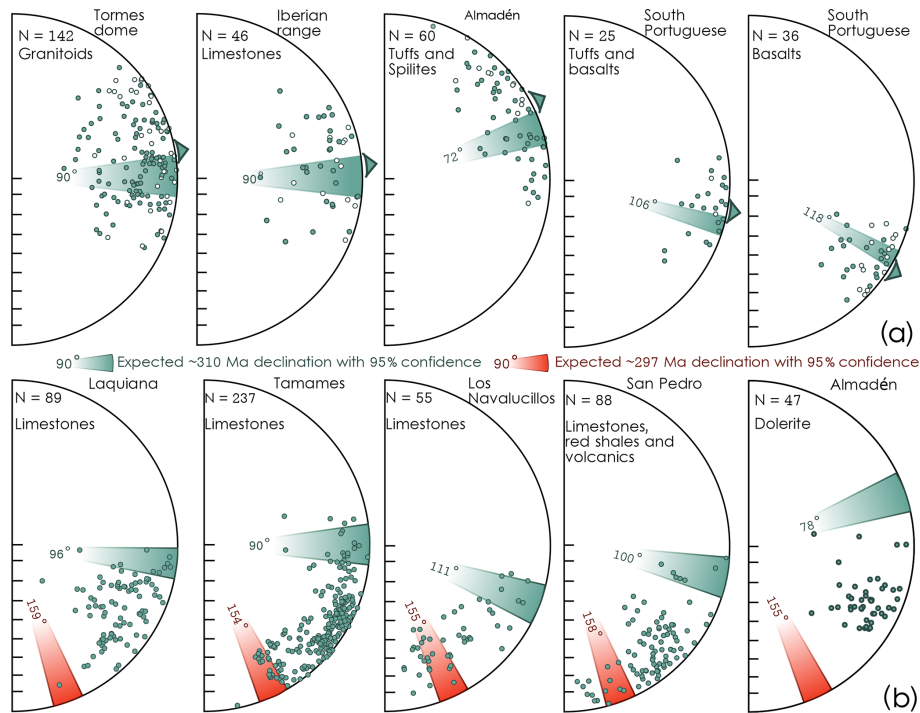 Tormes
dome
N = 142
Granitoids
90
Iberian
range
N = 46
Limestones
90
Almadén
N = 60
Tuffs and
Spilites
72
South
Portuguese
N = 25
Tuffs and
basalts
106
South
Portuguese
N = 36
Basalts
118
(a)
90 Expected ~310 Ma declination with 95% confidence
90 Expected ~297 Ma declination with 95% confidence
Laquiana
N = 89
Limestones
96
159
Tamames
N = 237
Limestones
90
154
Los
Navalucillos
N = 55
Limestones
111
155
San Pedro
N = 88
Limestones,
red shales and
volcanics
100
158
Almadén
N = 47
Dolerite
78
155
(b)